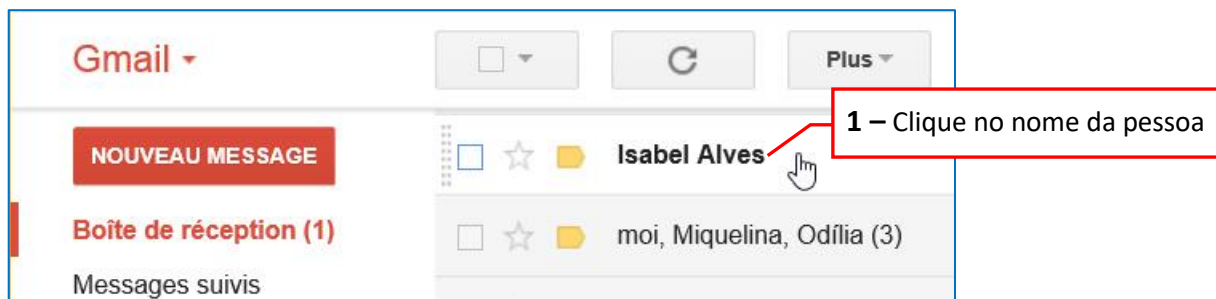 Gmail
Plus
1 – Clique no nome da pessoa
NOUVEAU MESSAGE
Isabel Alves
Boîte de réception (1)
moi, Miquelina, Odília (3)
Messages suivis